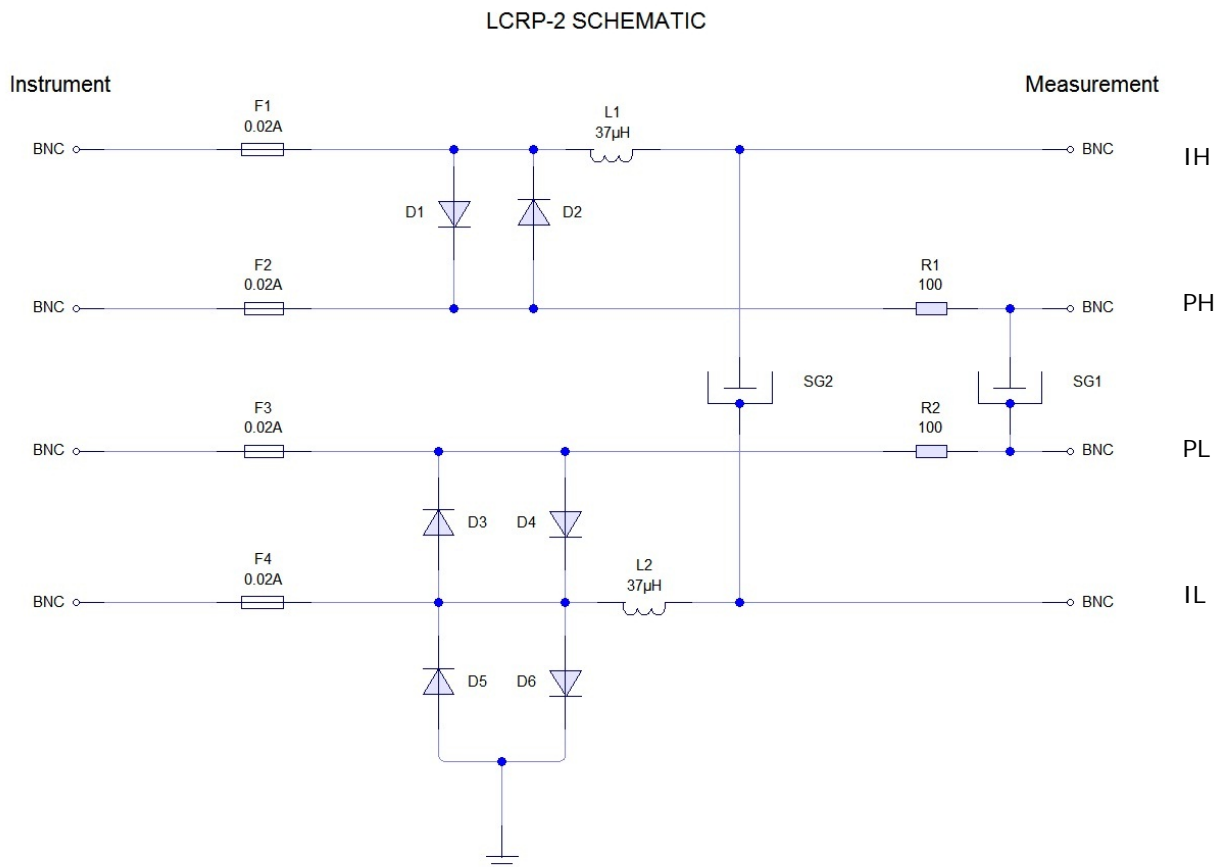 LCRP-2 SCHEMATIC
Instrument
Measurement
F1
0.02A
L1
37µH
BNC
BNC
IH
D1
D2
F2
0.02A
R1
100
BNC
BNC
PH
SG2
SG1
F3
0.02A
R2
100
BNC
BNC
PL
D3
D4
F4
0.02A
L2
37µH
BNC
BNC
IL
D5
D6